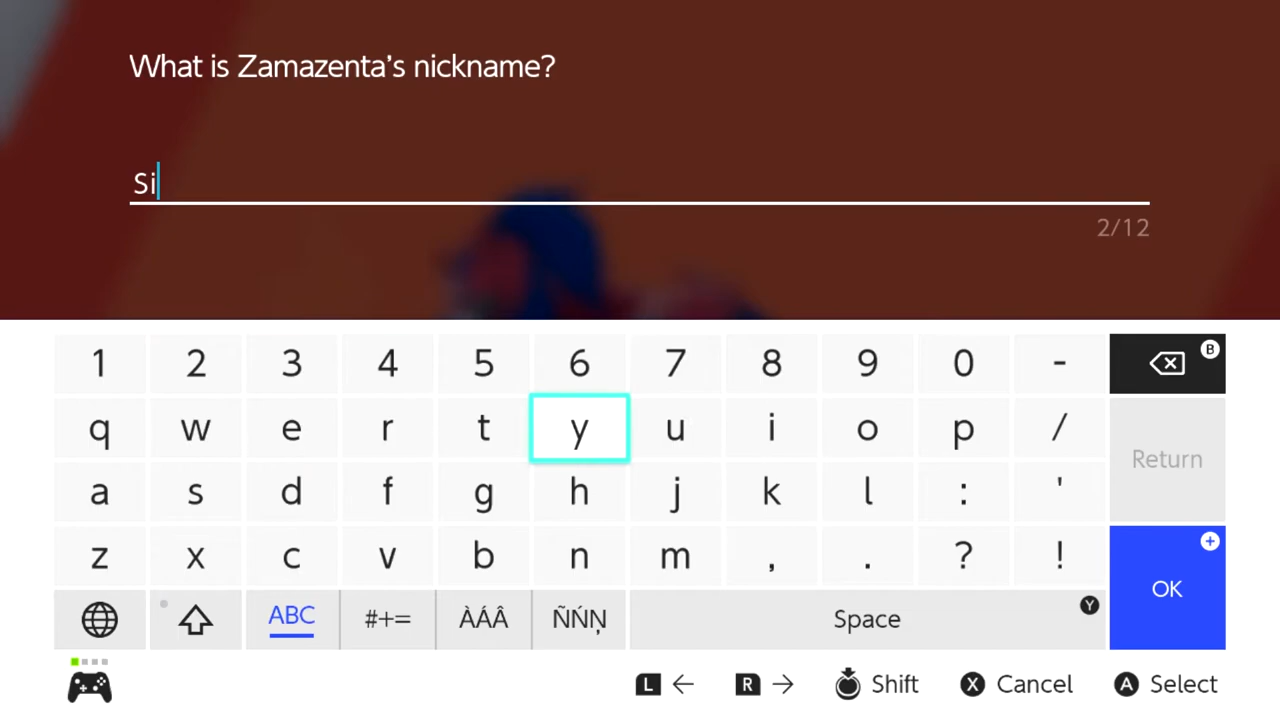 What is Zamazenta's nickname?
Si
2/12
1 2 3 4 5 6 7 8 9 0 - B
q w e r t y u i o p /
Return
a s d f g h j k l : '
z x c v b n m , . ? ! +
OK
ABC #+= ÀÁÂ ÑŃŅ Space Y
L ← R → Shift X Cancel A Select